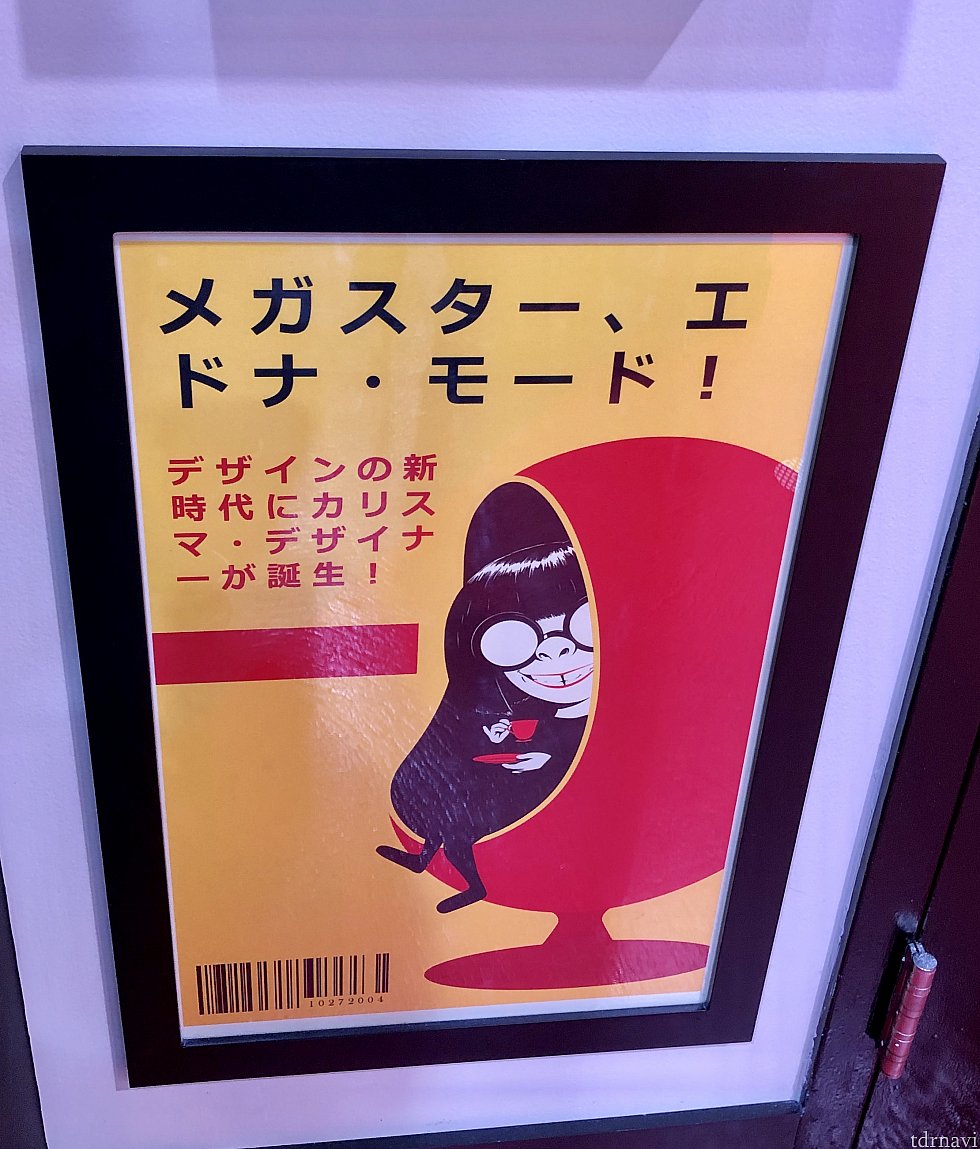 メガスター、エ
ドナ・モード！
デザインの新
時代にカリス
マ・デザイナ
ーが誕生！
10272004
tdrnavi